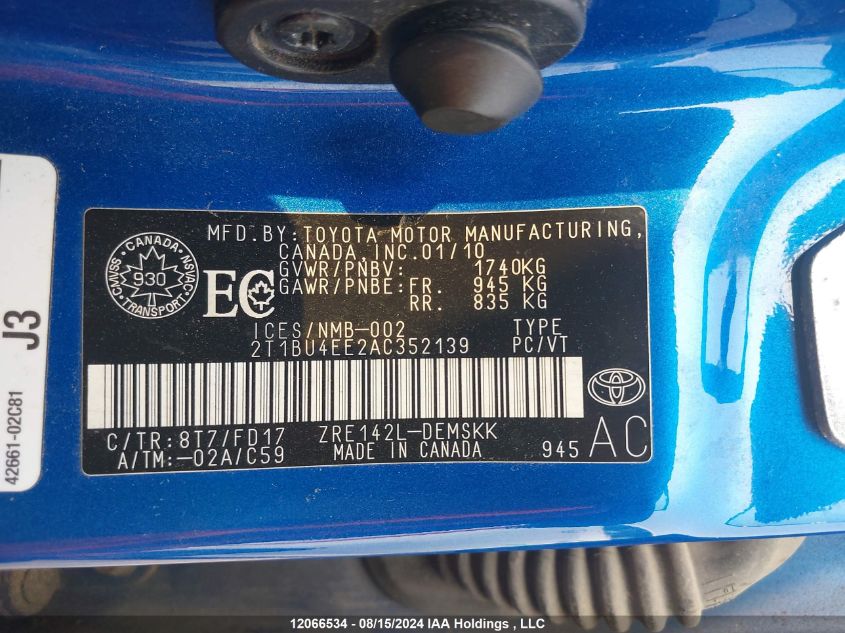 MFD.BY:TOYOTA MOTOR MANUFACTURING,
CANADA INC.01/10
GVWR/PNBV: 1740KG
GAWR/PNBE:FR. 945 KG
RR. 835 KG
CANADA
CMVSS 930 NSVAC
TRANSPORT
EC
ICES/NMB-002 TYPE
2T1BU4EE2AC352139 PC/VT
C/TR:8T7/FD17 ZRE142L-DEMSKK
A/TM:-02A/C59 MADE IN CANADA 945 AC
J3
42661-02C81
12066534 - 08/15/2024 IAA Holdings , LLC